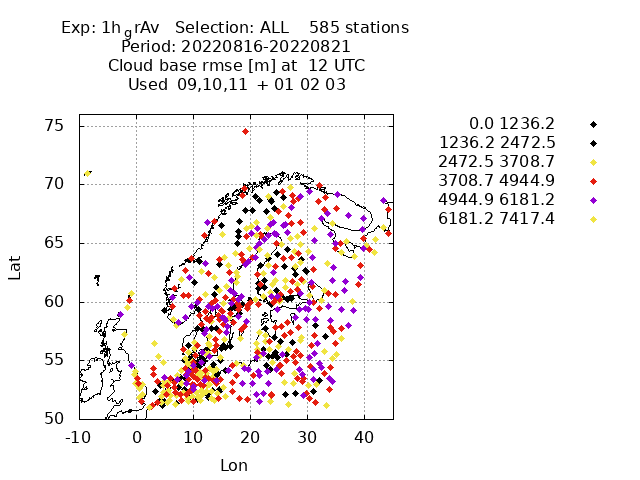 Exp: 1h_grAv Selection: ALL 585 stations
Period: 20220816-20220821
Cloud base rmse [m] at 12 UTC
Used 09,10,11 + 01 02 03
0.0 1236.2
1236.2 2472.5
2472.5 3708.7
3708.7 4944.9
4944.9 6181.2
6181.2 7417.4
75
70
65
60
55
50
Lat
-10 0 10 20 30 40
Lon